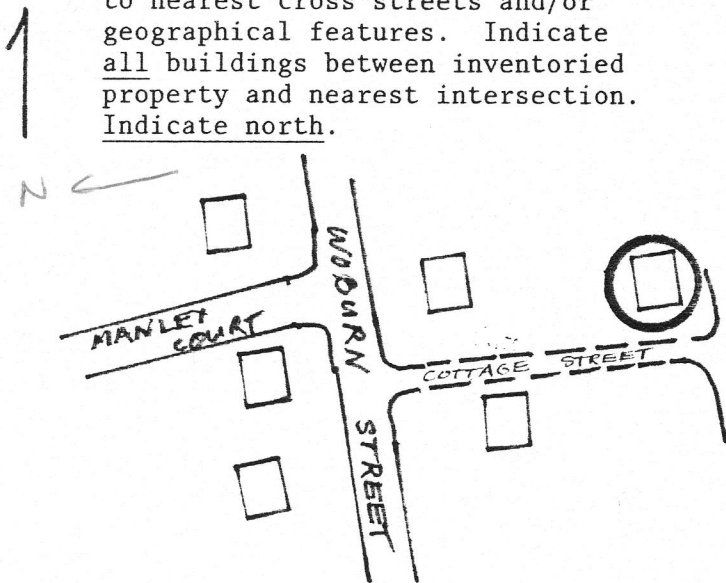 to nearest cross streets and/or
geographical features. Indicate
all buildings between inventoried
property and nearest intersection.
Indicate north.
N
MANLEY
COURT
WOBURN
STREET
COTTAGE STREET